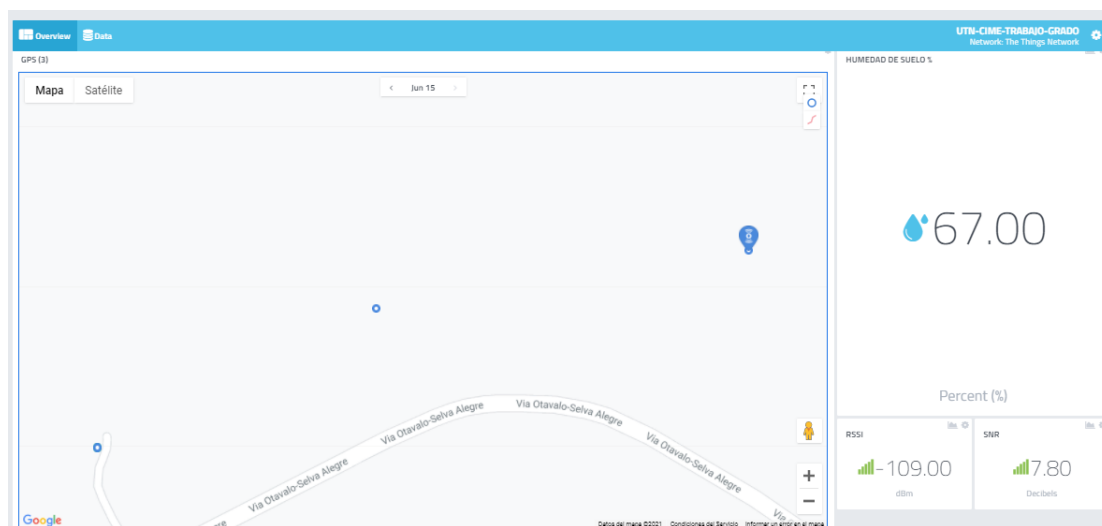 Overview
Data
UTN-CIME-TRABAJO-GRADO
Network: The Things Network
GPS (3)
Mapa
Satélite
Jun 15
HUMEDAD DE SUELO %
67.00
Percent (%)
Via Otavalo-Selva Alegre
Via Otavalo-Selva Alegre
Via Otavalo-Selva Alegre
Via Otavalo-Selva Alegre
Via
RSSI
-109.00
dBm
SNR
7.80
Decibels
Google
Datos del mapa ©2021
Condiciones del Servicio
Informar un error en el mapa